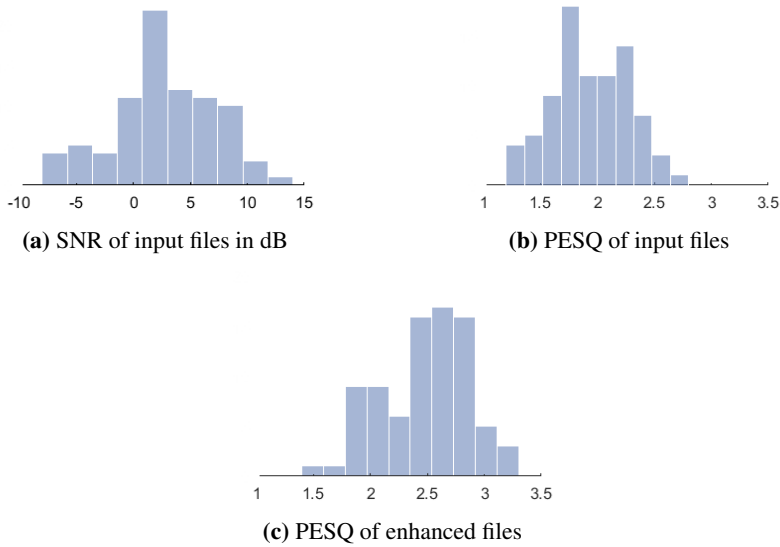 -10 -5 0 5 10 15
(a) SNR of input files in dB
1 1.5 2 2.5 3 3.5
(b) PESQ of input files
1 1.5 2 2.5 3 3.5
(c) PESQ of enhanced files